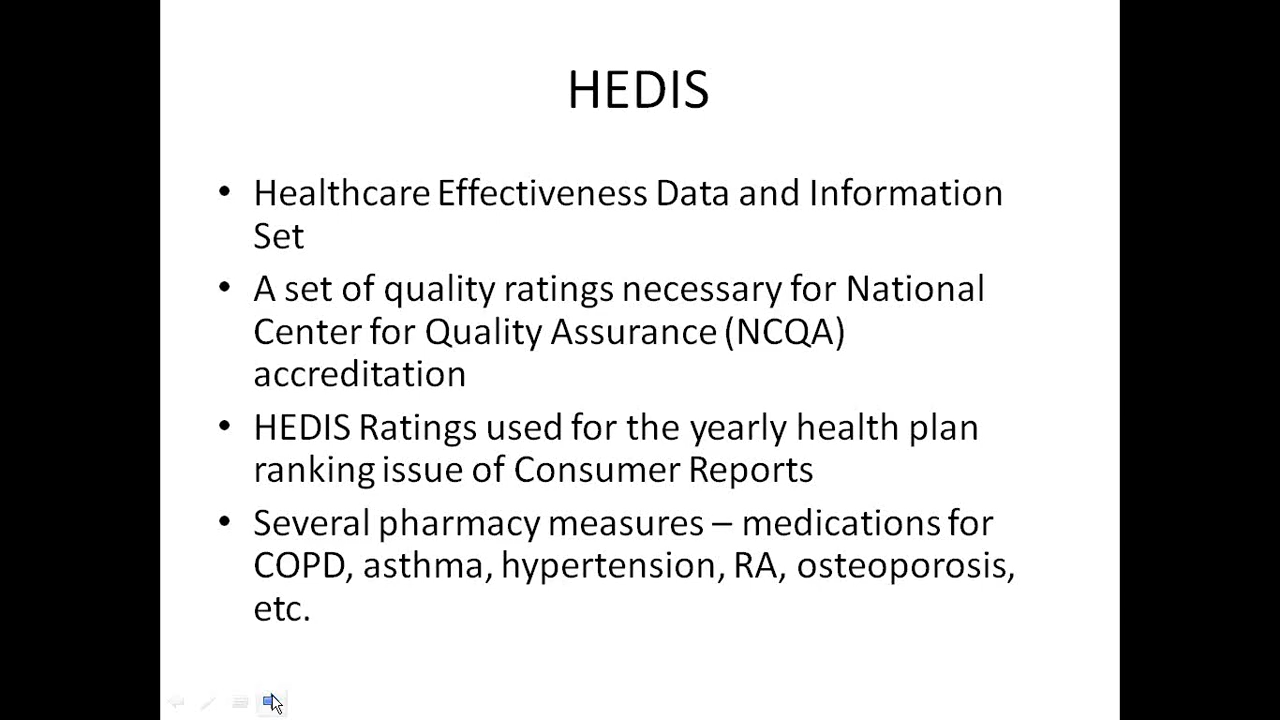 HEDIS
• Healthcare Effectiveness Data and Information
Set
• A set of quality ratings necessary for National
Center for Quality Assurance (NCQA)
accreditation
• HEDIS Ratings used for the yearly health plan
ranking issue of Consumer Reports
• Several pharmacy measures – medications for
COPD, asthma, hypertension, RA, osteoporosis,
etc.